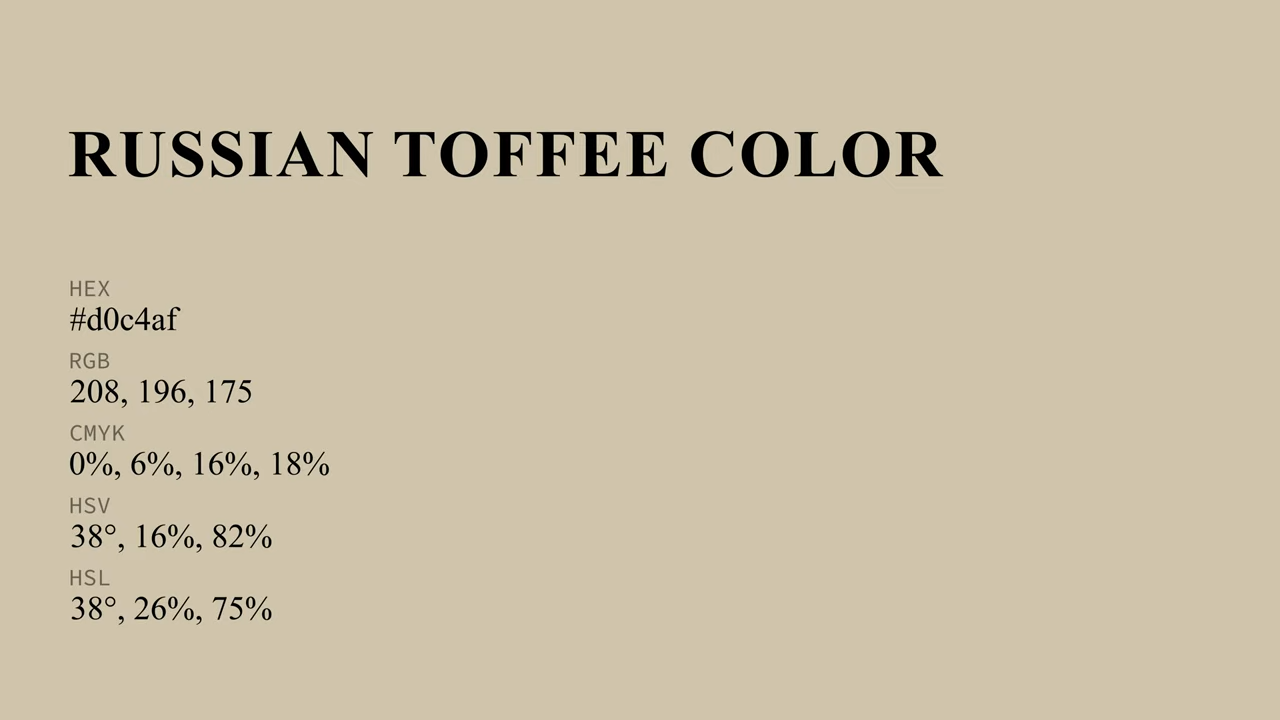 RUSSIAN TOFFEE COLOR
HEX
#d0c4af
RGB
208, 196, 175
CMYK
0%, 6%, 16%, 18%
HSV
38°, 16%, 82%
HSL
38°, 26%, 75%